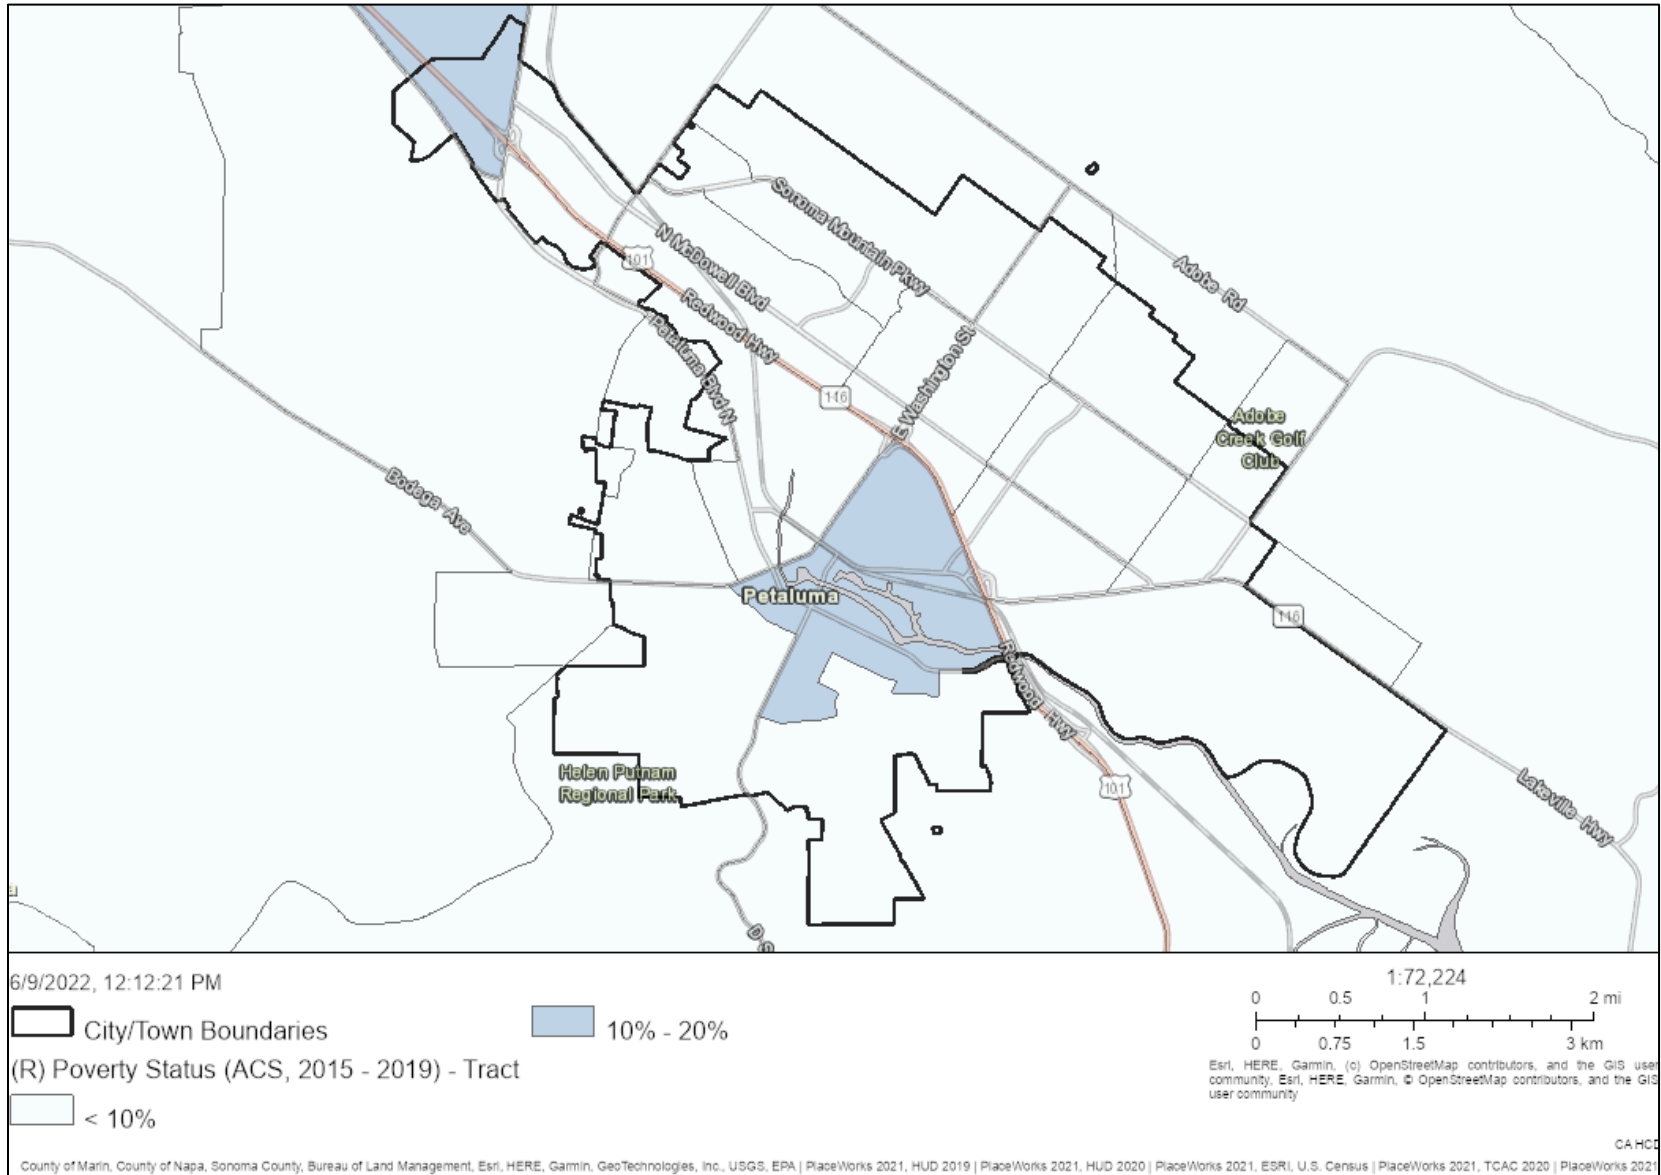 101
N McDowell Blvd
Sonoma Mountain Pkwy
Redwood Hwy
Petaluma Blvd N
116
E Washington St
Adobe Rd
Adobe
Creek Golf
Club
Bodega Ave
Petaluma
116
Redwood Hwy
Helen Putnam
Regional Park
101
Lakeville Hwy
a
D S
6/9/2022, 12:12:21 PM
City/Town Boundaries
10% - 20%
(R) Poverty Status (ACS, 2015 - 2019) - Tract
< 10%
1:72,224
0 0.5 1 2 mi
0 0.75 1.5 3 km
Esri, HERE, Garmin, (c) OpenStreetMap contributors, and the GIS user
community, Esri, HERE, Garmin, © OpenStreetMap contributors, and the GIS
user community
CA HCD
County of Marin, County of Napa, Sonoma County, Bureau of Land Management, Esri, HERE, Garmin, GeoTechnologies, Inc., USGS, EPA | PlaceWorks 2021, HUD 2019 | PlaceWorks 2021, HUD 2020 | PlaceWorks 2021, ESRI, U.S. Census | PlaceWorks 2021, TCAC 2020 | PlaceWorks 2021